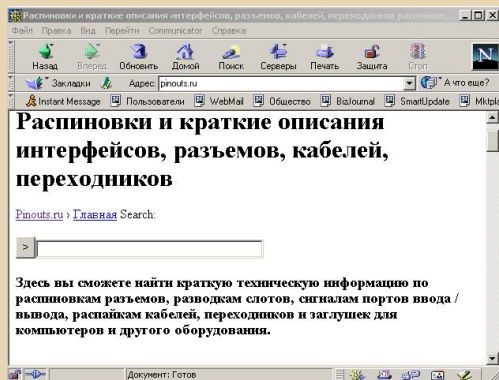 Распиновки и краткие описания интерфейсов, разъемов, кабелей, переходников распиновк...
Файл Правка Вид Перейти Communicator Справка
Назад Вперед Обновить Домой Поиск Серверы Печать Защита Стоп
Закладки Адрес: pinouts.ru А что еще?
Instant Message Пользователи WebMail Общество BizJournal SmartUpdate Mktpla
Распиновки и краткие описания
интерфейсов, разъемов, кабелей,
переходников
Pinouts.ru › Главная Search:
>
Здесь вы сможете найти краткую техническую информацию по
распиновкам разъемов, разводкам слотов, сигналам портов ввода /
вывода, распайкам кабелей, переходников и заглушек для
компьютеров и другого оборудования.
Документ: Готово